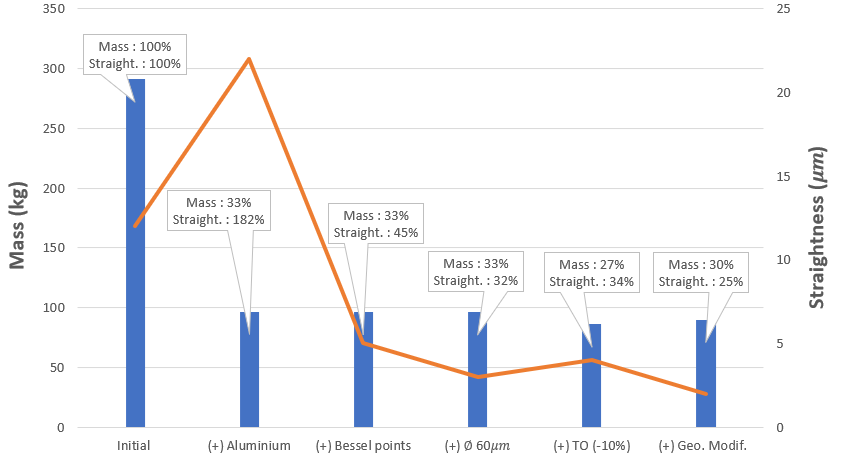 350
300
250
200
150
100
50
0
Mass (kg)
25
20
15
10
5
0
Straightness (𝜇𝑚)
Mass : 100%
Straight. : 100%
Mass : 33%
Straight. : 182%
Mass : 33%
Straight. : 45%
Mass : 33%
Straight. : 32%
Mass : 27%
Straight. : 34%
Mass : 30%
Straight. : 25%
Initial
(+) Aluminium
(+) Bessel points
(+) Ø 60𝜇𝑚
(+) TO (-10%)
(+) Geo. Modif.